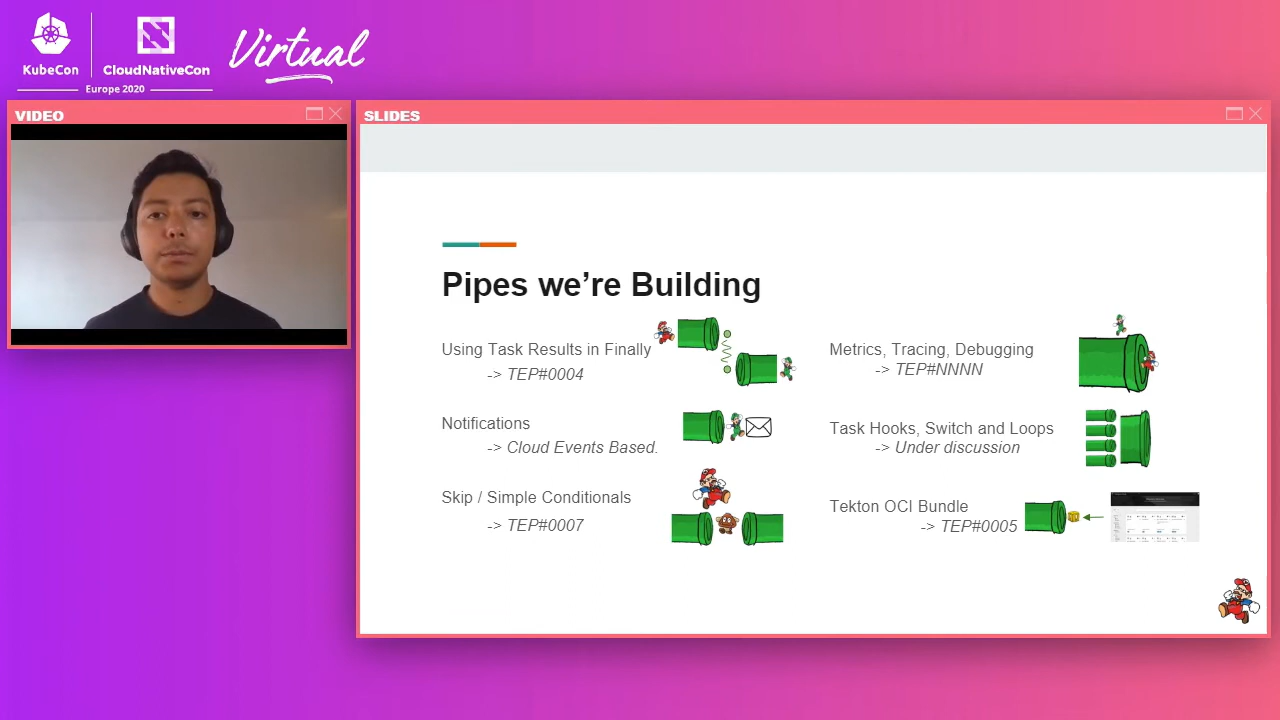 KubeCon
CloudNativeCon
Europe 2020
Virtual
VIDEO
SLIDES
Pipes we're Building
Using Task Results in Finally
-> TEP#0004
Notifications
-> Cloud Events Based.
Skip / Simple Conditionals
-> TEP#0007
Metrics, Tracing, Debugging
-> TEP#NNNN
Task Hooks, Switch and Loops
-> Under discussion
Tekton OCI Bundle
-> TEP#0005